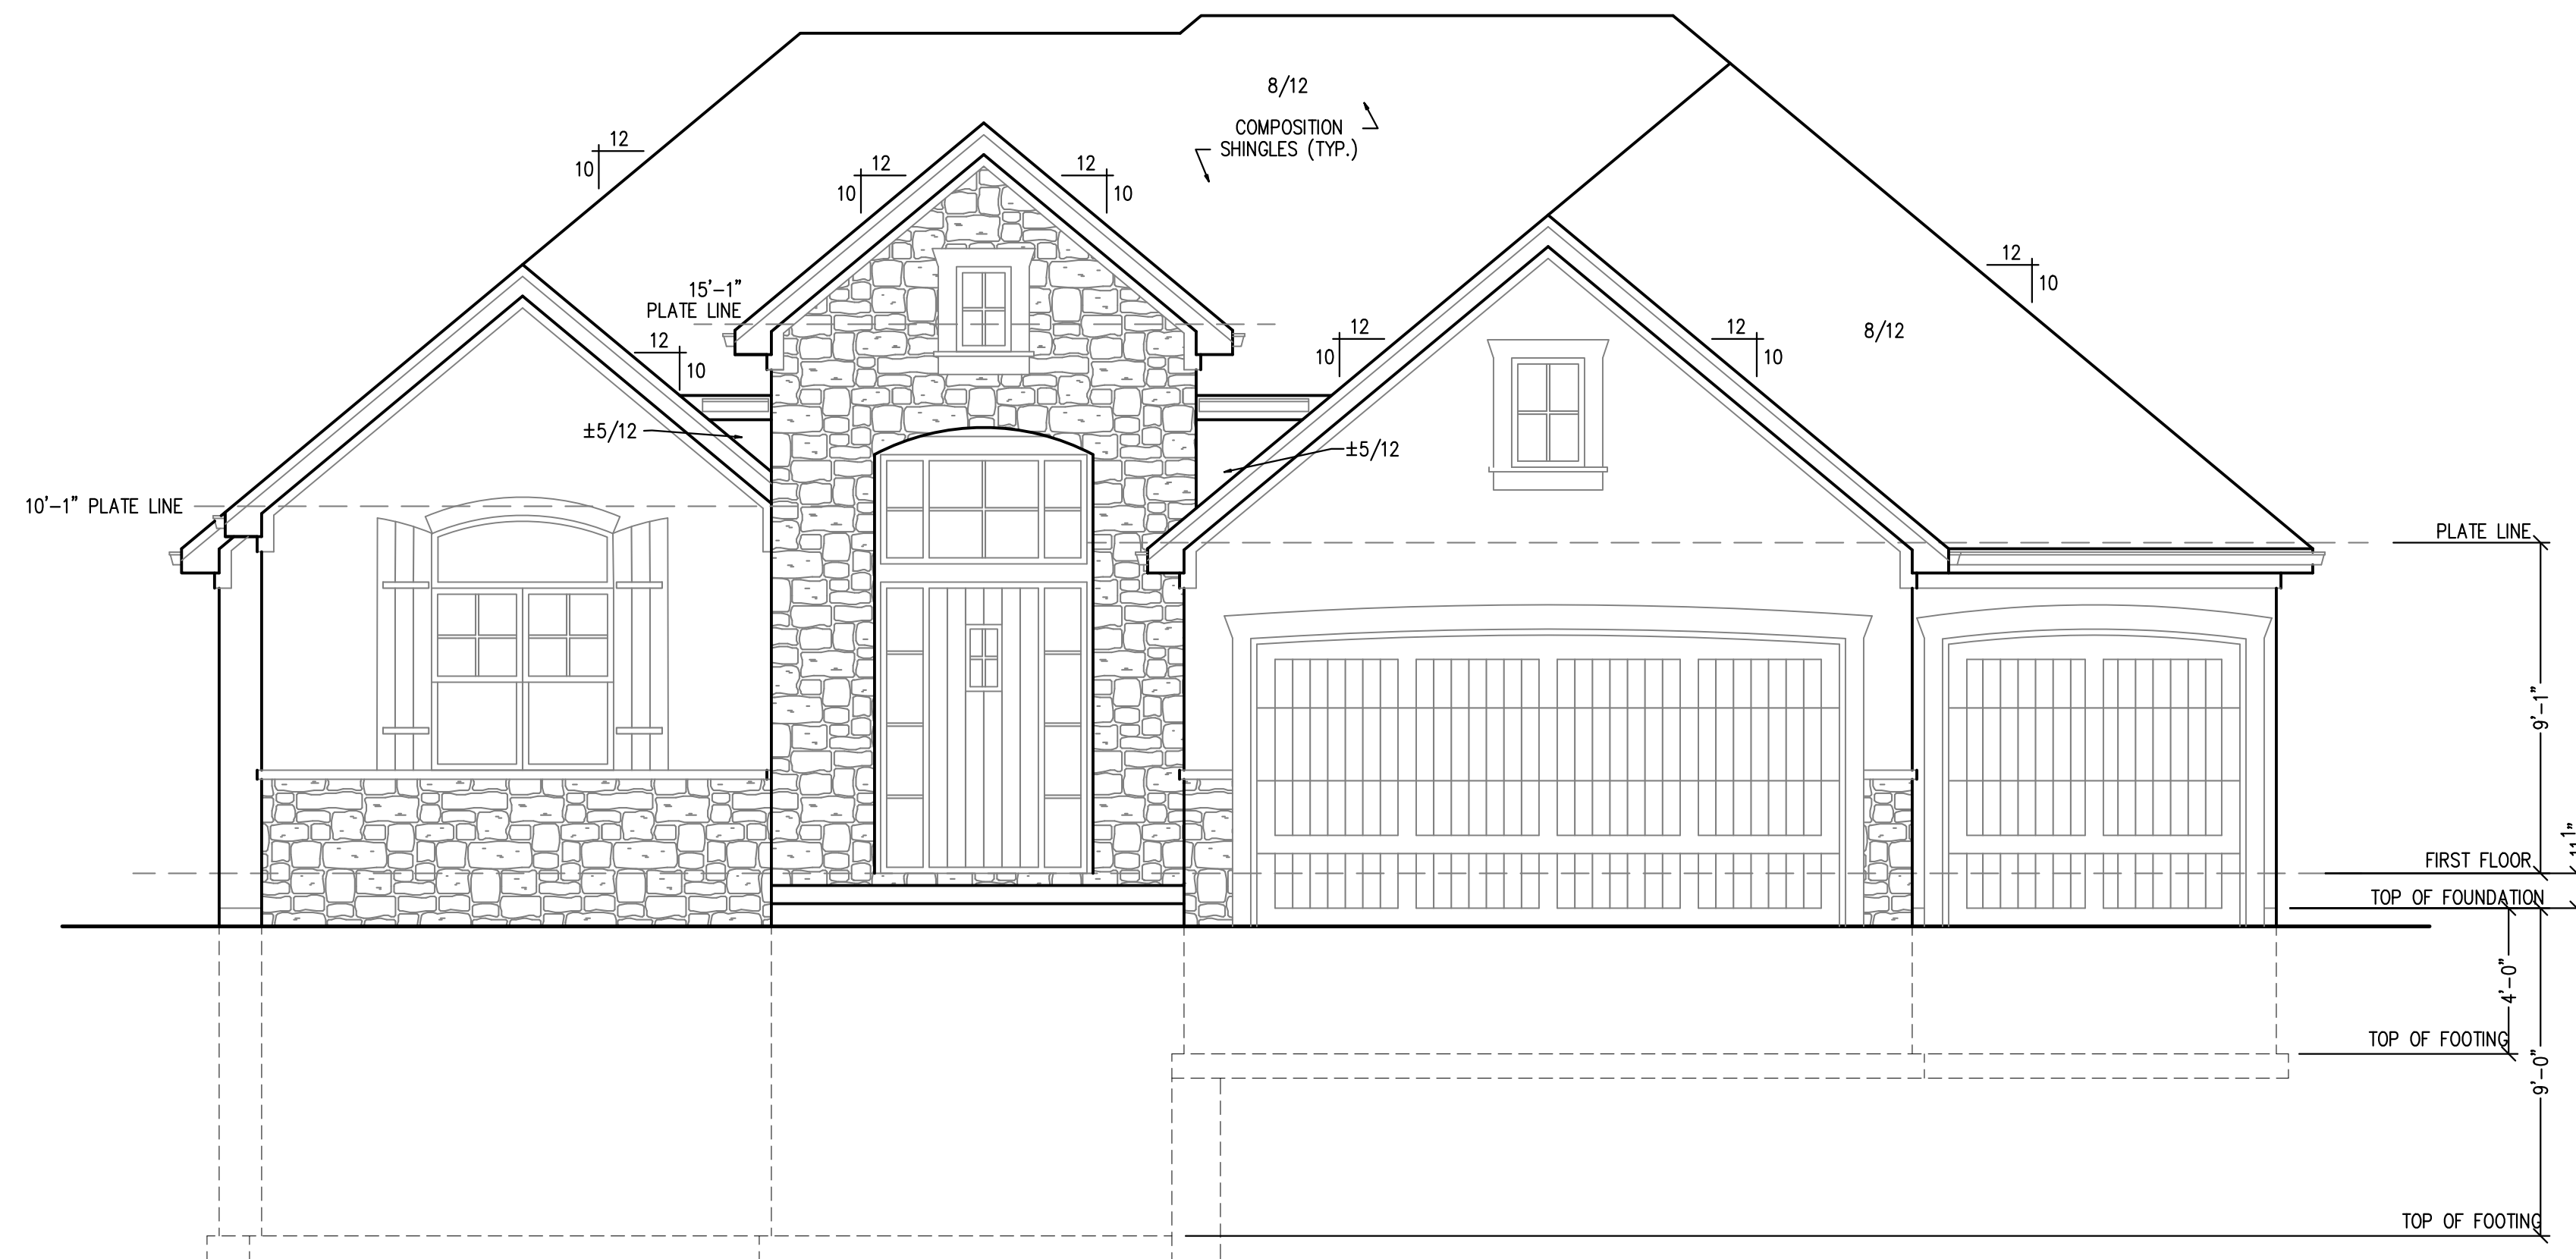 8/12
COMPOSITION
SHINGLES (TYP.)
12
10
12
10
12
10
15'-1"
PLATE LINE
12
10
12
10
12
10
8/12
12
10
±5/12
±5/12
10'-1" PLATE LINE
PLATE LINE
9'-1"
FIRST FLOOR
TOP OF FOUNDATION
4'-0"
TOP OF FOOTING
9'-0"
TOP OF FOOTING